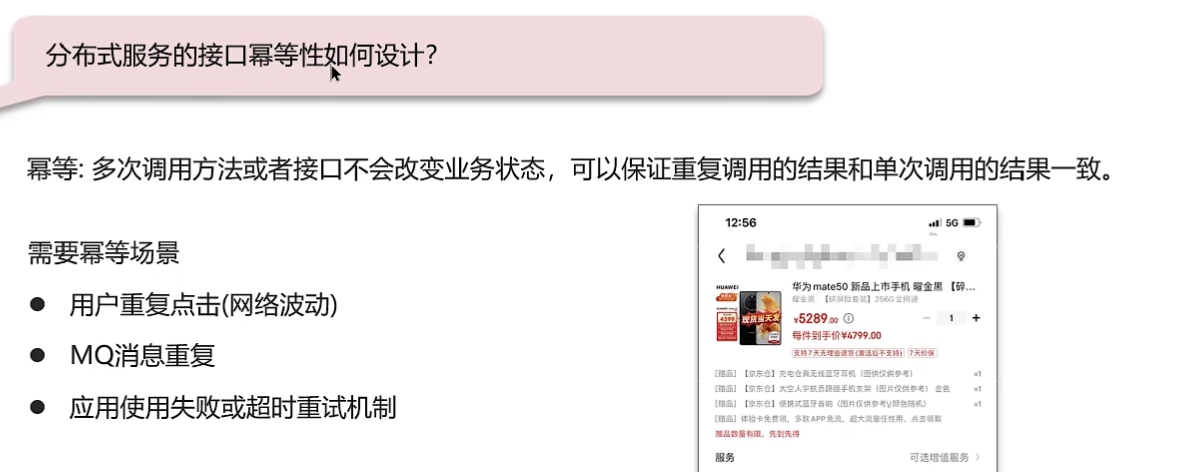 分布式服务的接口幂等性如何设计?
幂等: 多次调用方法或者接口不会改变业务状态，可以保证重复调用的结果和单次调用的结果一致。
需要幂等场景
● 用户重复点击(网络波动)
● MQ消息重复
● 应用使用失败或超时重试机制
12:56
5G
HUAWEI
华为mate50 新品上市手机 曜金黑 【碎...
曜金黑 【碎屏险套装】256G 全网通
¥5289.00
1
每件到手价¥4799.00
现货当天发
4599
支持7天无理由退货(激活后不支持) 7天价保
[赠品] 【京东仓】充电仓真无线蓝牙耳机 (图供仅供参考) ×1
[赠品] 【京东仓】太空人宇航员踢腿手机支架 (图片仅供参考) 金色 ×1
[赠品] 【京东仓】便携式蓝牙音响 (图片仅供参考)(颜色随机) ×1
[赠品] 体验卡免费领，多款APP免流，超大流量任性用，点击领取
赠品数量有限，先到先得
服务
可选增值服务